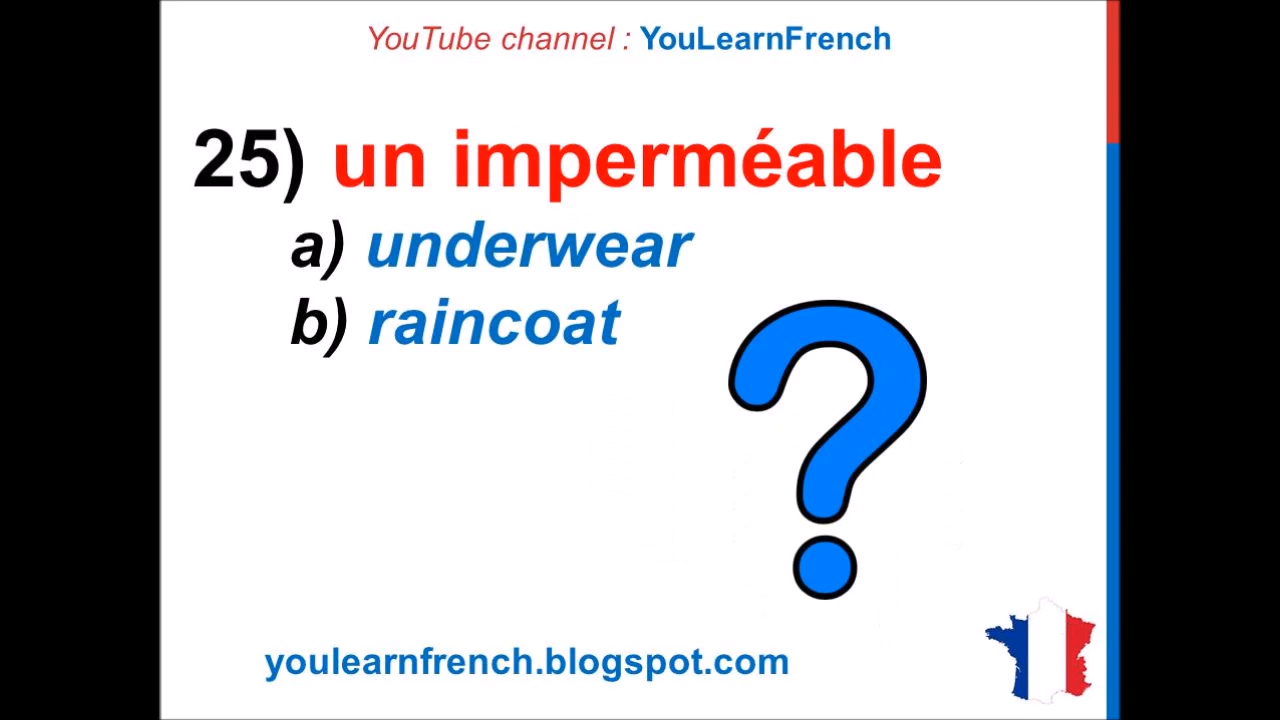 YouTube channel : YouLearnFrench
25) un imperméable
a) underwear
b) raincoat
?
youlearnfrench.blogspot.com